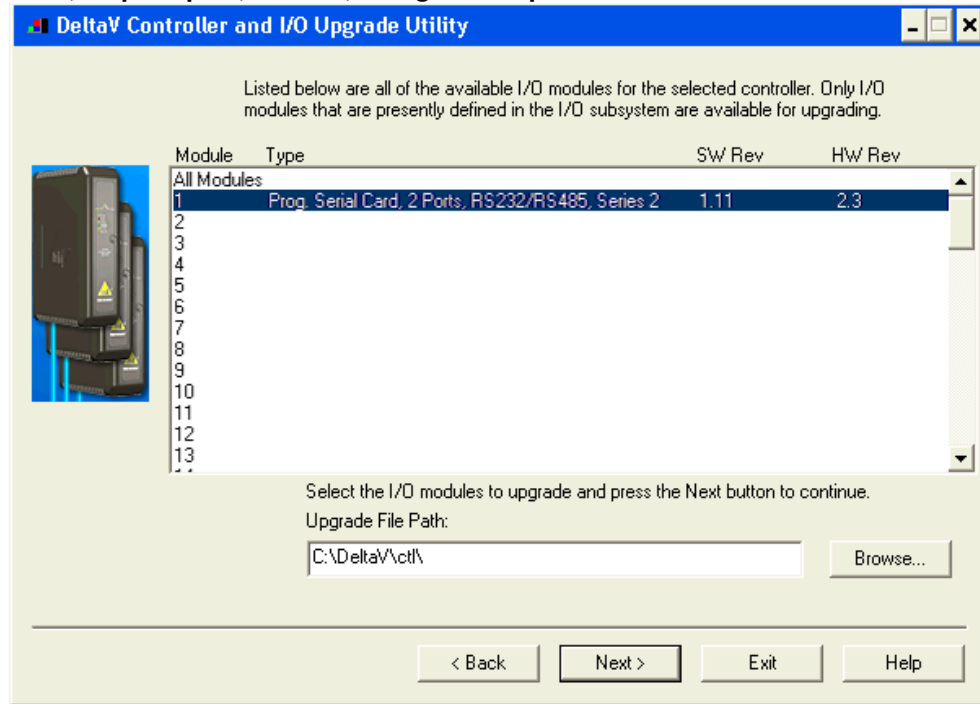 DeltaV Controller and I/O Upgrade Utility
Listed below are all of the available I/O modules for the selected controller. Only I/O
modules that are presently defined in the I/O subsystem are available for upgrading.
Module Type SW Rev HW Rev
All Modules
1 Prog. Serial Card, 2 Ports, RS232/RS485, Series 2 1.11 2.3
2
3
4
5
6
7
8
9
10
11
12
13
Select the I/O modules to upgrade and press the Next button to continue.
Upgrade File Path:
C:\DeltaV\ctl\
Browse...
< Back Next > Exit Help